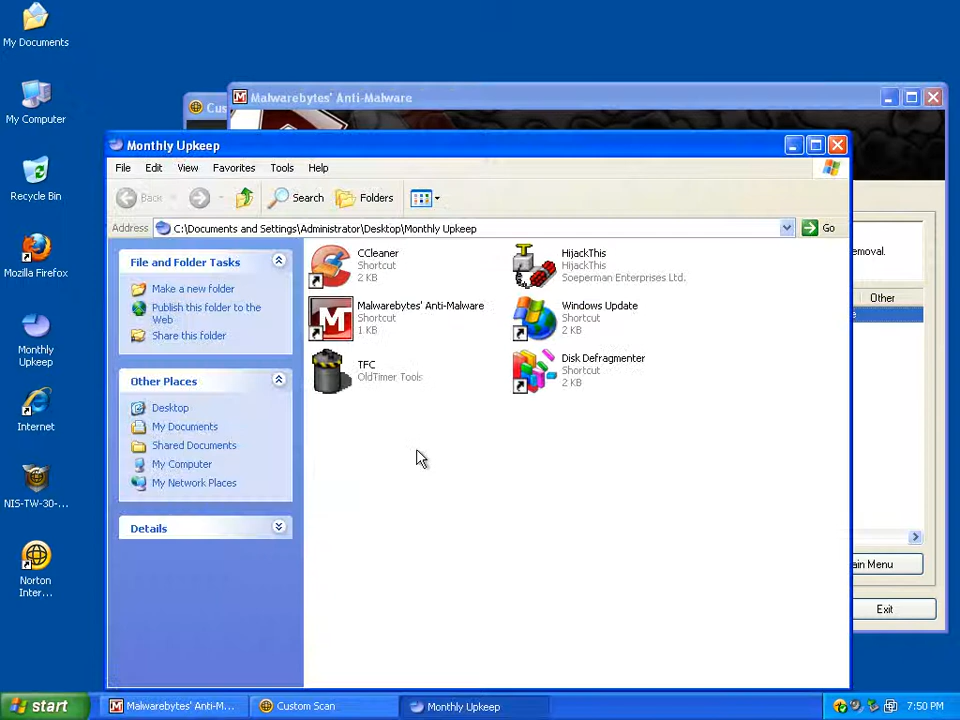 My Documents
My Computer
Recycle Bin
Mozilla Firefox
Monthly
Upkeep
Internet
NIS-TW-30-...
Norton
Inter...
Cus
Malwarebytes' Anti-Malware
Monthly Upkeep
File Edit View Favorites Tools Help
Back Search Folders
Address C:\Documents and Settings\Administrator\Desktop\Monthly Upkeep Go
File and Folder Tasks
Make a new folder
Publish this folder to the
Web
Share this folder
Other Places
Desktop
My Documents
Shared Documents
My Computer
My Network Places
Details
CCleaner
Shortcut
2 KB
HijackThis
HijackThis
Soeperman Enterprises Ltd.
Malwarebytes' Anti-Malware
Shortcut
1 KB
Windows Update
Shortcut
2 KB
TFC
OldTimer Tools
Disk Defragmenter
Shortcut
2 KB
emoval.
Other
e
ain Menu
Exit
start Malwarebytes' Anti-M... Custom Scan Monthly Upkeep 7:50 PM